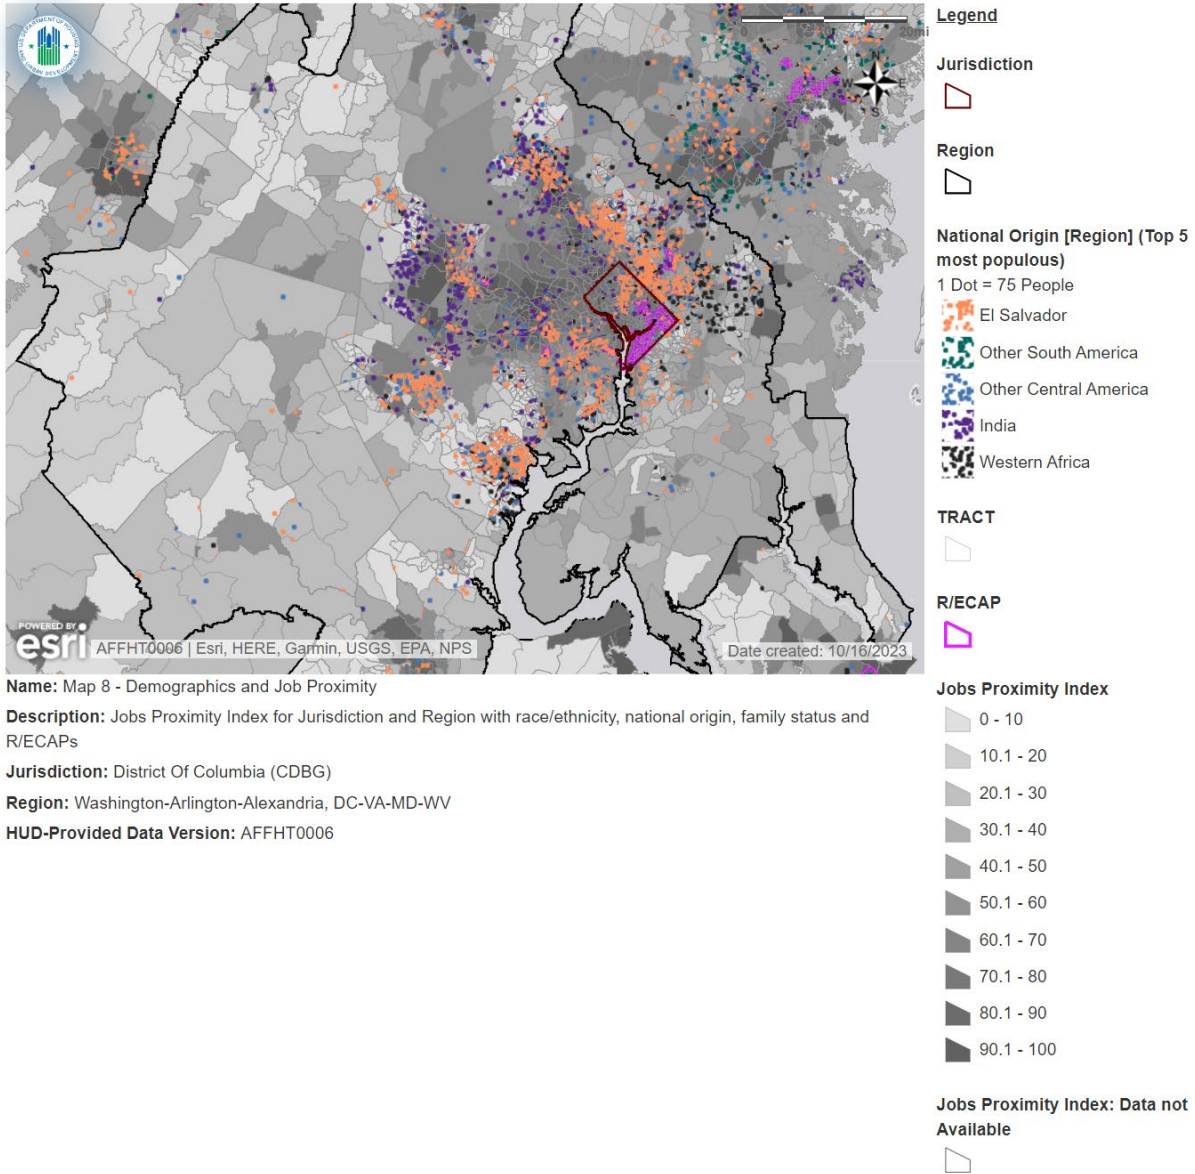 U.S. DEPARTMENT OF HOUSING
URBAN DEVELOPMENT
20mi
N
W
E
S
POWERED BY
esri
AFFHT0006 | Esri, HERE, Garmin, USGS, EPA, NPS
Date created: 10/16/2023
Name: Map 8 - Demographics and Job Proximity
Description: Jobs Proximity Index for Jurisdiction and Region with race/ethnicity, national origin, family status and
R/ECAPs
Jurisdiction: District Of Columbia (CDBG)
Region: Washington-Arlington-Alexandria, DC-VA-MD-WV
HUD-Provided Data Version: AFFHT0006
Legend
Jurisdiction
Region
National Origin [Region] (Top 5
most populous)
1 Dot = 75 People
El Salvador
Other South America
Other Central America
India
Western Africa
TRACT
R/ECAP
Jobs Proximity Index
0 - 10
10.1 - 20
20.1 - 30
30.1 - 40
40.1 - 50
50.1 - 60
60.1 - 70
70.1 - 80
80.1 - 90
90.1 - 100
Jobs Proximity Index: Data not
Available